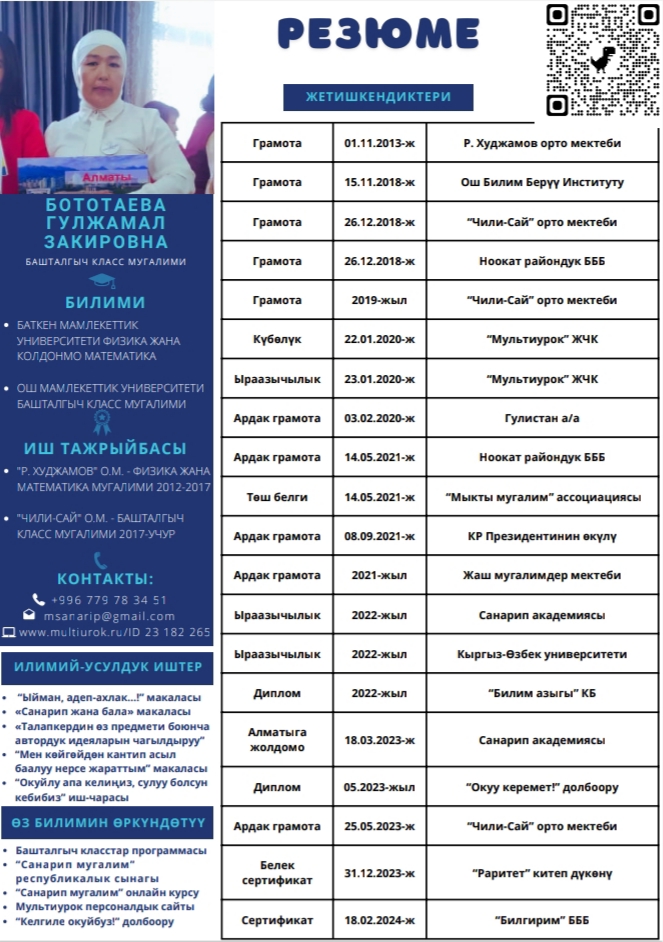 РЕЗЮМЕ
Алматы
БОТОТАЕВА
ГУЛЖАМАЛ
ЗАКИРОВНА
БАШТАЛГЫЧ КЛАСС МУГАЛИМИ
БИЛИМИ
• БАТКЕН МАМЛЕКЕТТИК
УНИВЕРСИТЕТИ ФИЗИКА ЖАНА
КОЛДОНМО МАТЕМАТИКА
• ОШ МАМЛЕКЕТТИК УНИВЕРСИТЕТИ
БАШТАЛГЫЧ КЛАСС МУГАЛИМИ
ИШ ТАЖРЫЙБАСЫ
• "Р. ХУДЖАМОВ" О.М. - ФИЗИКА ЖАНА
МАТЕМАТИКА МУГАЛИМИ 2012-2017
• "ЧИЛИ-САЙ" О.М. - БАШТАЛГЫЧ
КЛАСС МУГАЛИМИ 2017-УЧУР
КОНТАКТЫ:
+996 779 78 34 51
msanarip@gmail.com
www.multiurok.ru/ID 23 182 265
ИЛИМИЙ-УСУЛДУК ИШТЕР
• “Ыйман, адеп-ахлак...!” макаласы
• «Санарип жана бала» макаласы
• «Талапкердин өз предмети боюнча
автордук идеяларын чагылдыруу”
• “Мен көйгөйдөн кантип асыл
баалуу нерсе жараттым” макаласы
• “Окуйлу апа келиңиз, сулуу болсун
кебибиз” иш-чарасы
ӨЗ БИЛИМИН ӨРКҮНДӨТҮҮ
• Башталгыч класстар программасы
• “Санарип мугалим”
республикалык сынагы
• “Санарип мугалим” онлайн курсу
• Мультиурок персоналдык сайты
• “Келгиле окуйбуз!” долбоору
ЖЕТИШКЕНДИКТЕРИ
Грамота 01.11.2013-ж Р. Худжамов орто мектеби
Грамота 15.11.2018-ж Ош Билим Берүү Институту
Грамота 26.12.2018-ж “Чили-Сай” орто мектеби
Грамота 26.12.2018-ж Ноокат райондук БББ
Грамота 2019-жыл “Чили-Сай” орто мектеби
Күбөлүк 22.01.2020-ж “Мультиурок” ЖЧК
Ыраазычылык 23.01.2020-ж “Мультиурок” ЖЧК
Ардак грамота 03.02.2020-ж Гулистан а/а
Ардак грамота 14.05.2021-ж Ноокат райондук БББ
Төш белги 14.05.2021-ж “Мыкты мугалим” ассоциациясы
Ардак грамота 08.09.2021-ж КР Президентинин өкүлү
Ардак грамота 2021-жыл Жаш мугалимдер мектеби
Ыраазычылык 2022-жыл Санарип академиясы
Ыраазычылык 2022-жыл Кыргыз-Өзбек университети
Диплом 2022-жыл “Билим азыгы” КБ
Алматыга
жолдомо 18.03.2023-ж Санарип академиясы
Диплом 05.2023-жыл “Окуу керемет!” долбоору
Ардак грамота 25.05.2023-ж “Чили-Сай” орто мектеби
Белек
сертификат 31.12.2023-ж “Раритет” китеп дүкөнү
Сертификат 18.02.2024-ж “Билгирим” БББ